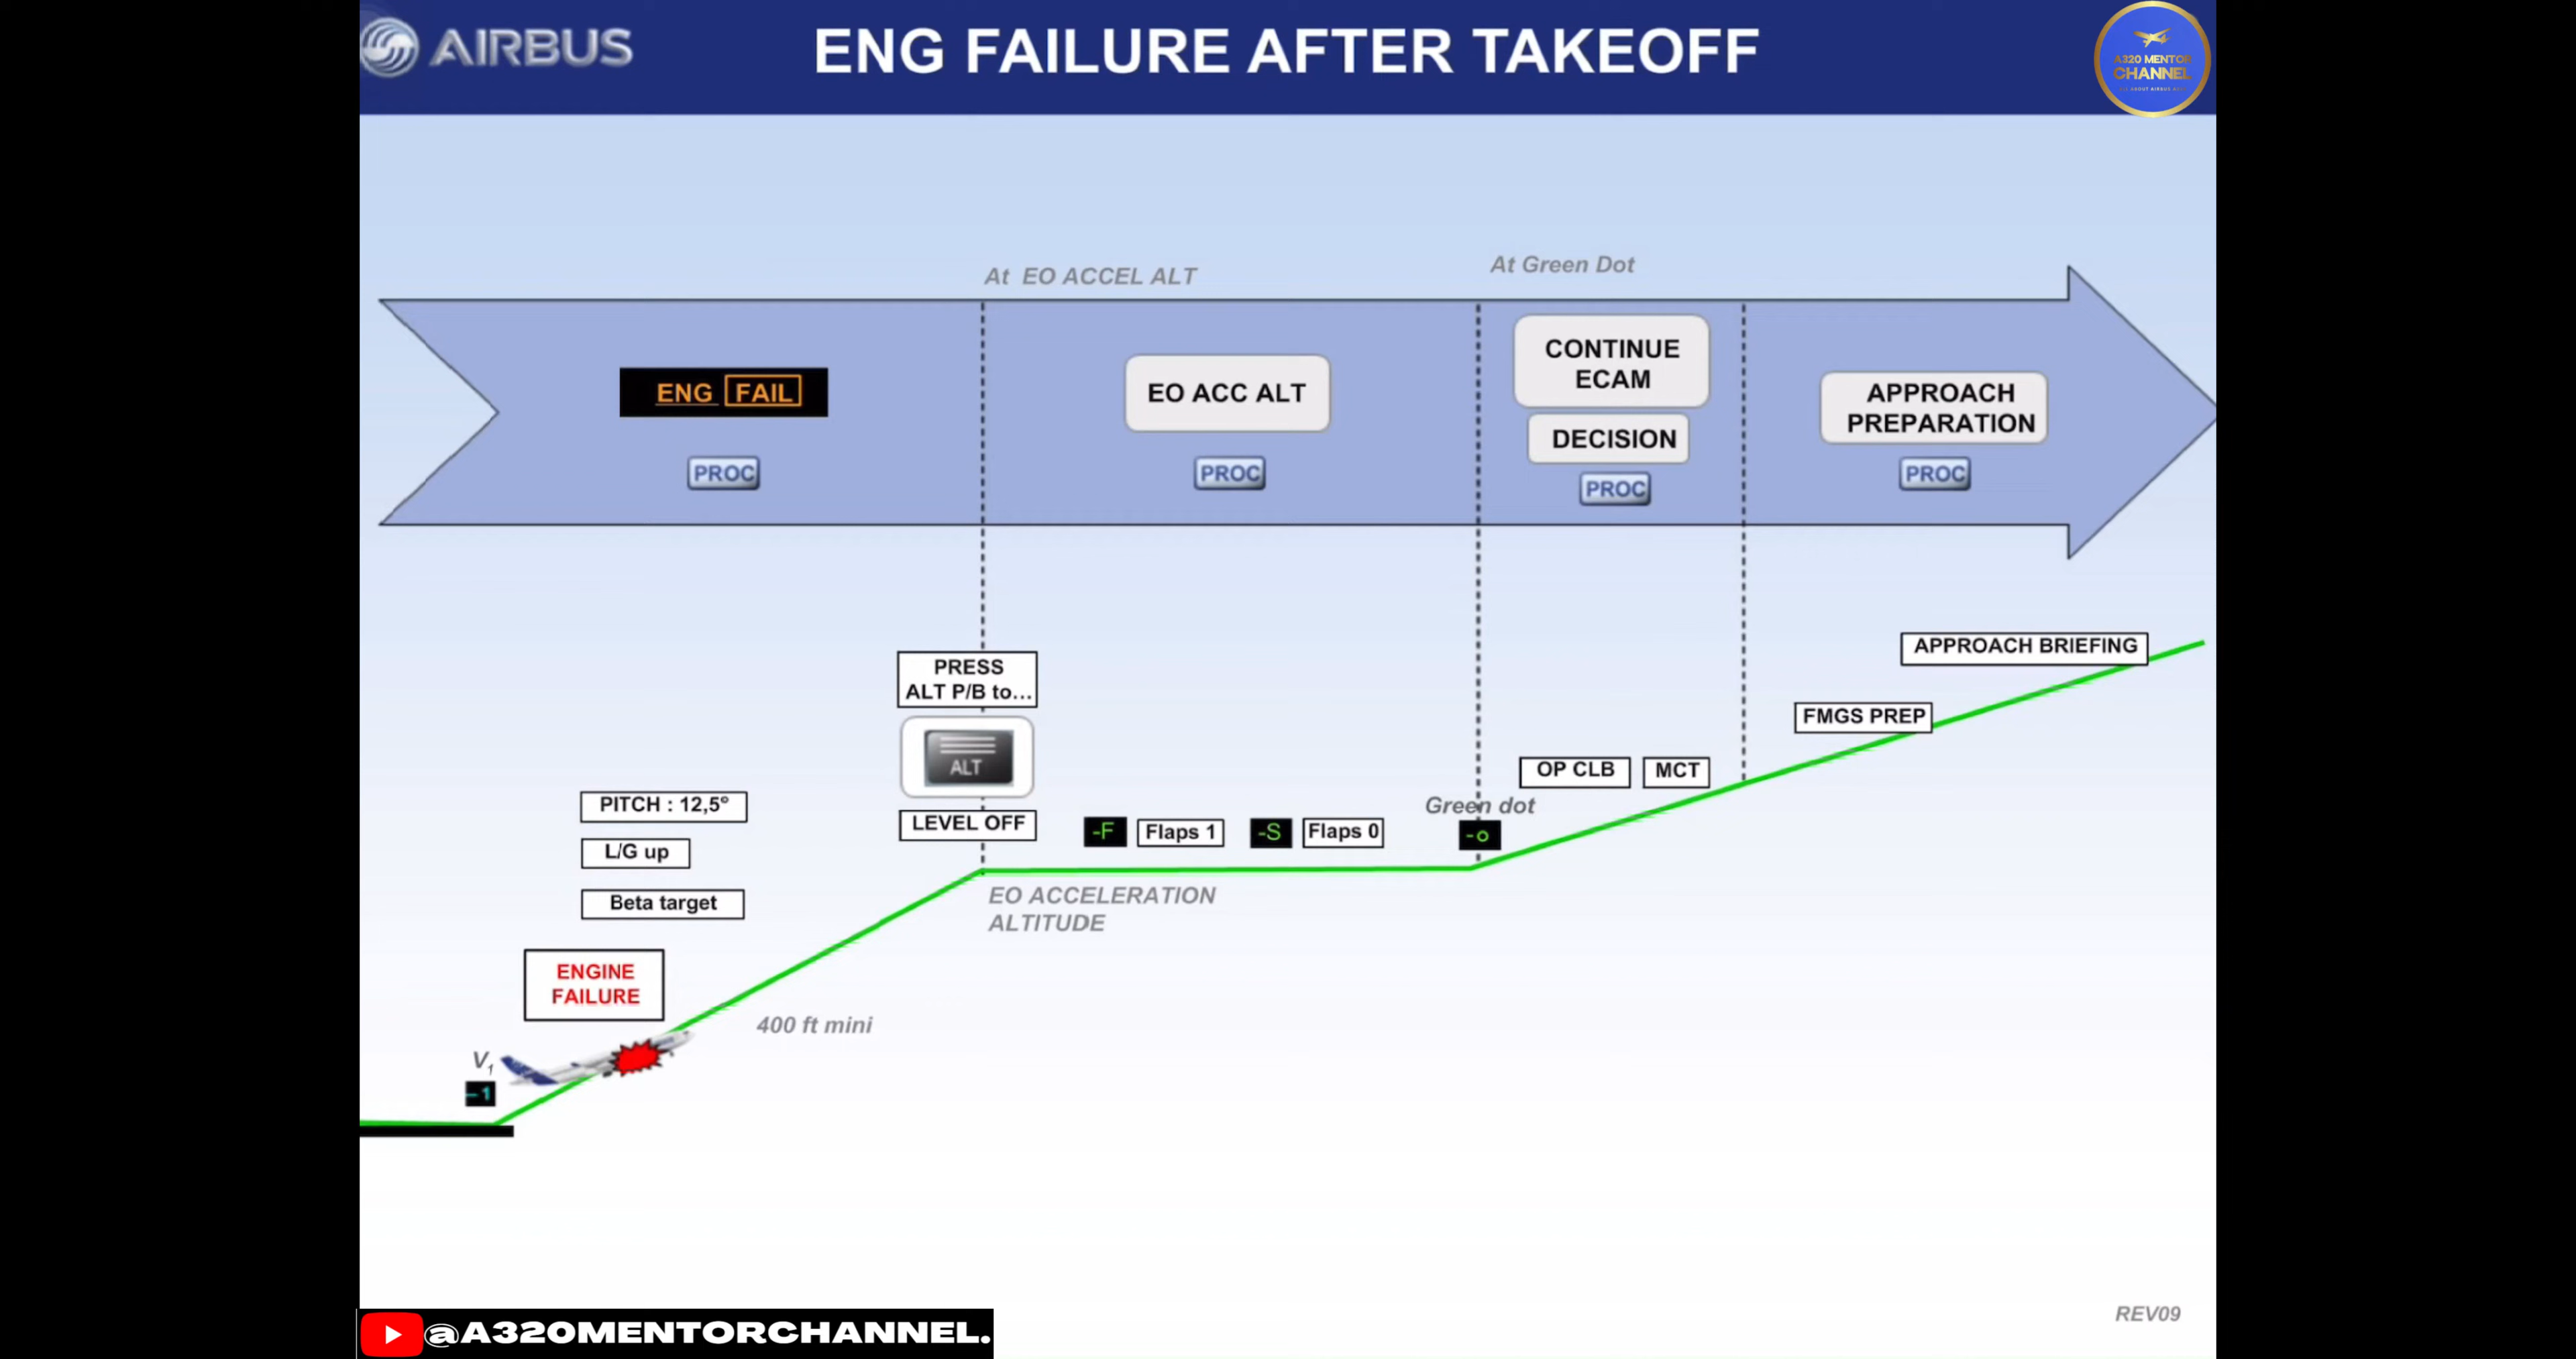 AIRBUS
ENG FAILURE AFTER TAKEOFF
A320 MENTOR
CHANNEL
At EO ACCEL ALT
At Green Dot
ENG FAIL
PROC
EO ACC ALT
PROC
CONTINUE
ECAM
DECISION
PROC
APPROACH
PREPARATION
PROC
PRESS
ALT P/B to...
ALT
LEVEL OFF
PITCH : 12,5°
L/G up
Beta target
ENGINE
FAILURE
400 ft mini
V1
-1
-F
Flaps 1
-S
Flaps 0
EO ACCELERATION
ALTITUDE
Green dot
-o
OP CLB
MCT
FMGS PREP
APPROACH BRIEFING
@A320MENTORCHANNEL.
REV09